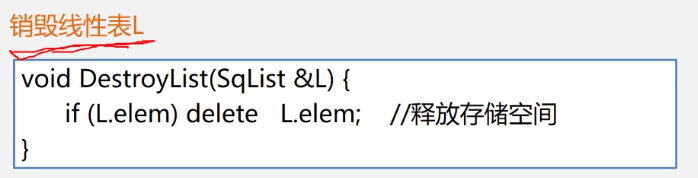 销毁线性表L
void DestroyList(SqList &L) {
if (L.elem) delete L.elem; //释放存储空间
}